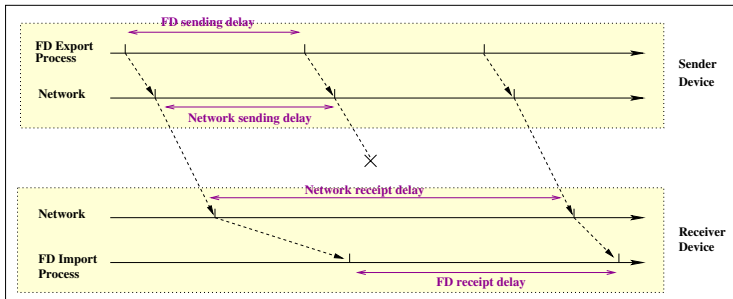 FD sending delay
FD Export
Process
Sender
Device
Network
Network sending delay
Network receipt delay
Network
Receiver
Device
FD Import
Process
FD receipt delay